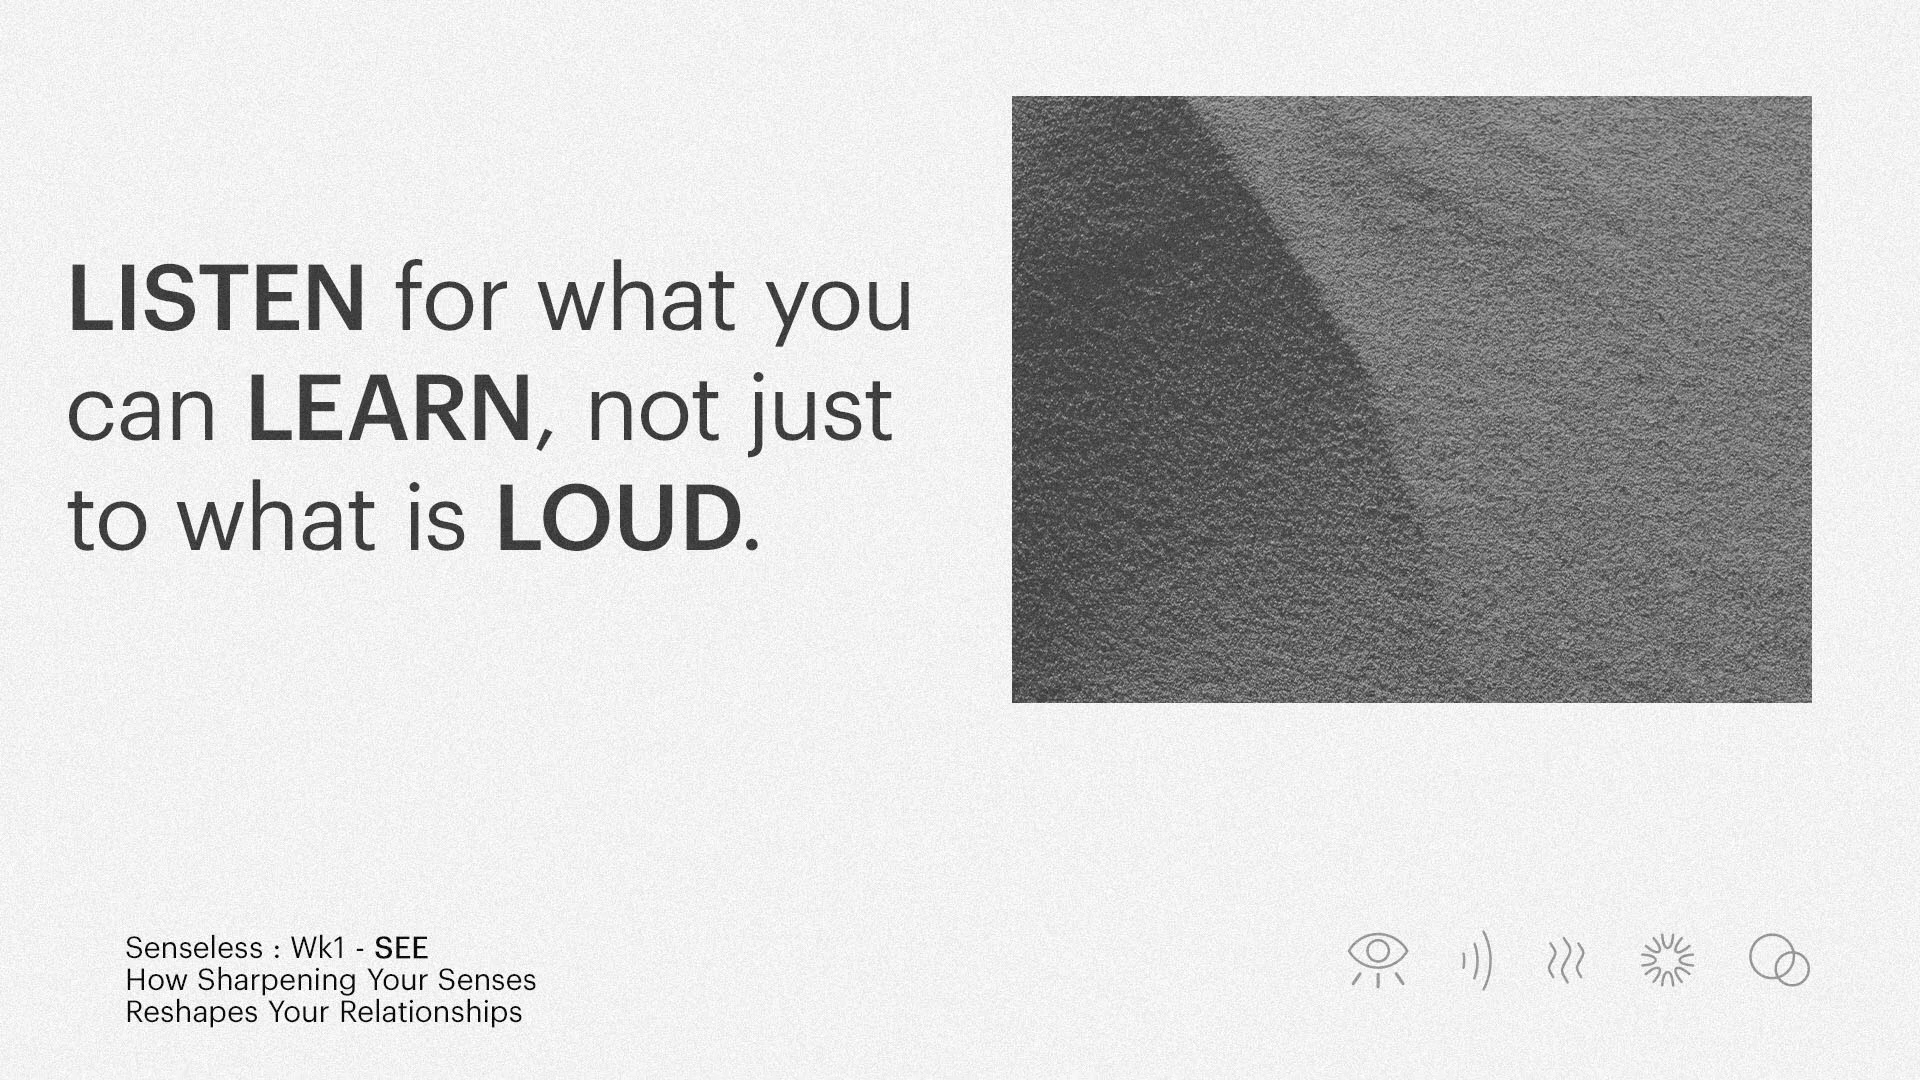 LISTEN for what you
can LEARN, not just
to what is LOUD.
Senseless : Wk1 - SEE
How Sharpening Your Senses
Reshapes Your Relationships